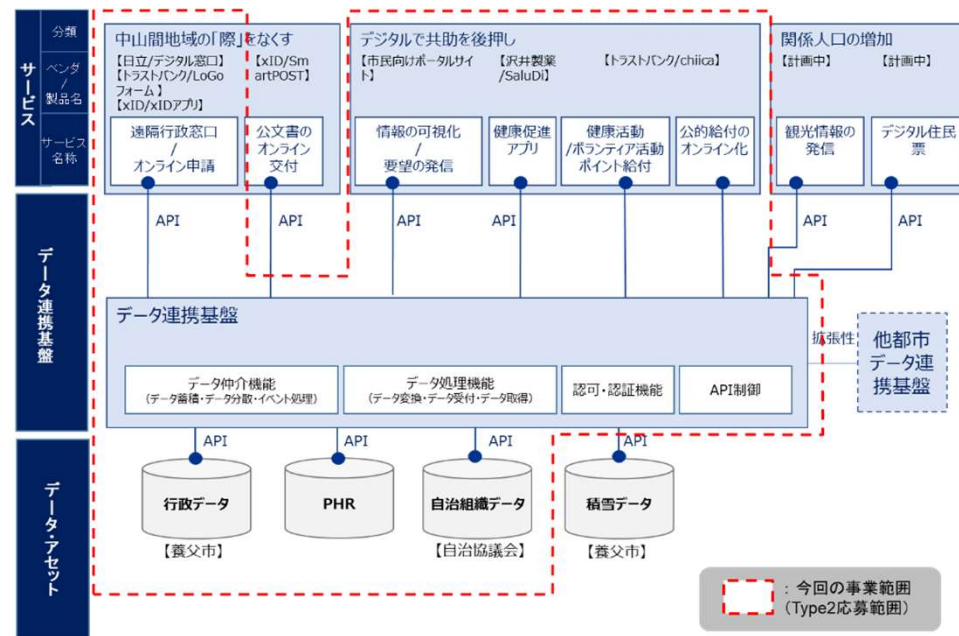 サービス
分類
ベンダ
/
製品名
サービス
名称
中山間地域の「際」をなくす
【日立/デジタル窓口】
【トラストバンク/LoGo
フォーム 】
【xID/xIDアプリ】
【xID/Sm
artPOST】
遠隔行政窓口
/
オンライン申請
公文書の
オンライン
交付
デジタルで共助を後押し
【市民向けポータルサイ
ト】
【沢井製薬
/SaluDi】
【トラストバンク/chiica】
情報の可視化
/
要望の発信
健康促進
アプリ
健康活動
/ボランティア活動
ポイント給付
公的給付の
オンライン化
関係人口の増加
【計画中】
【計画中】
観光情報の
発信
デジタル住民
票
API
API
API
API
API
API
API
API
データ連携基盤
データ連携基盤
データ仲介機能
(データ蓄積・データ分散・イベント処理)
データ処理機能
(データ変換・データ受付・データ取得)
認可・認証機能
API制御
拡張性
他都市
データ連
携基盤
API
API
API
API
データ・アセット
行政データ
【養父市】
PHR
自治組織データ
【自治協議会】
積雪データ
【養父市】
：今回の事業範囲
（Type2応募範囲）